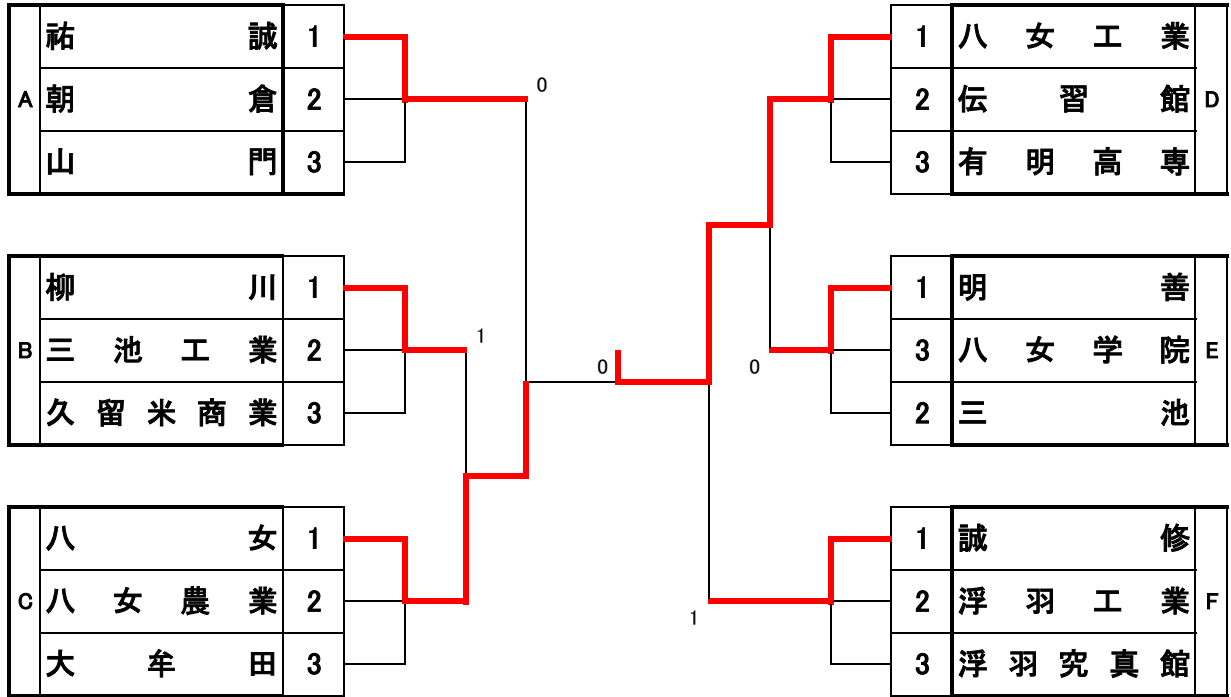 A
祐誠 1
朝倉 2
山門 3
B
柳川 1
三池工業 2
久留米商業 3
C
八女 1
八女農業 2
大牟田 3
0
1
0
0
1
1 八女工業
2 伝習館
3 有明高専
D
1 明善
3 八女学院
2 三池
E
1 誠修
2 浮羽工業
3 浮羽究真館
F